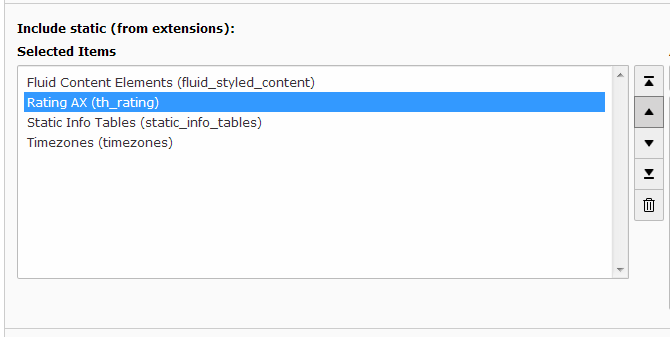 Include static (from extensions):
Selected Items
Fluid Content Elements (fluid_styled_content)
Rating AX (th_rating)
Static Info Tables (static_info_tables)
Timezones (timezones)